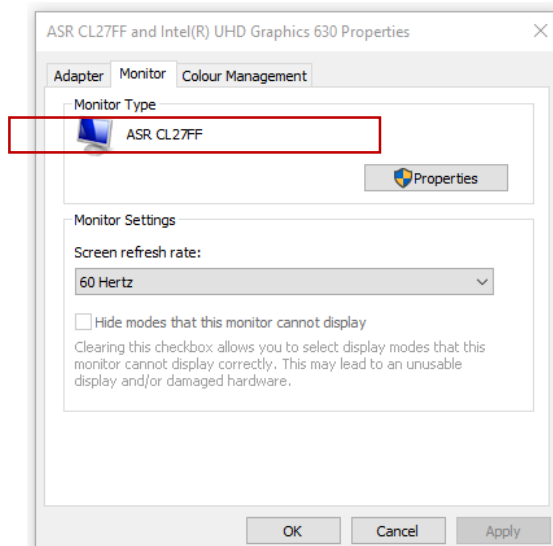 ASR CL27FF and Intel(R) UHD Graphics 630 Properties
Adapter Monitor Colour Management
Monitor Type
ASR CL27FF
Properties
Monitor Settings
Screen refresh rate:
60 Hertz
Hide modes that this monitor cannot display
Clearing this checkbox allows you to select display modes that this
monitor cannot display correctly. This may lead to an unusable
display and/or damaged hardware.
OK Cancel Apply